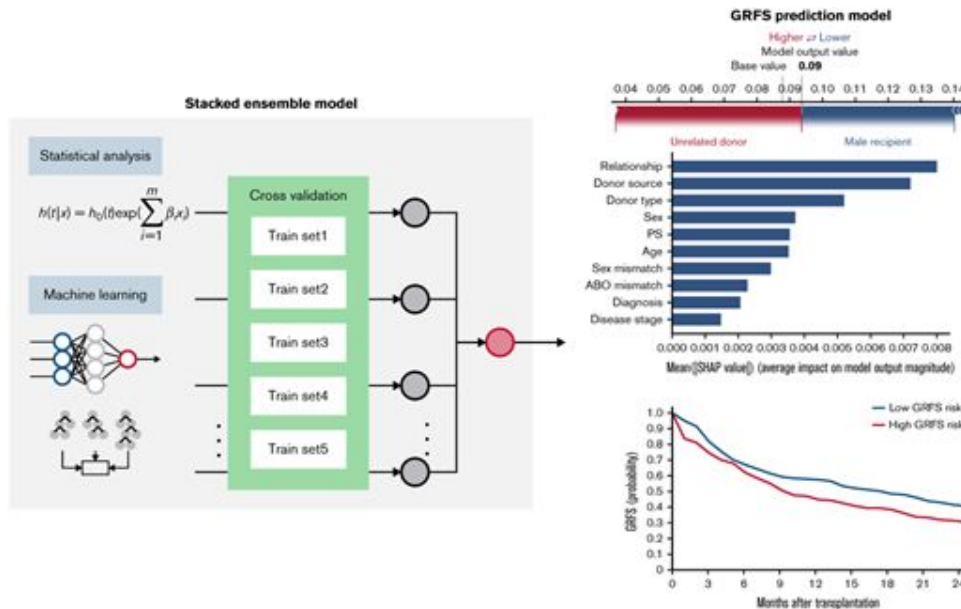 Stacked ensemble model
Statistical analysis
h(t|x) = h₀(t)exp(∑ βᵢxᵢ)
m
i=1
Machine learning
Cross validation
Train set1
Train set2
Train set3
Train set4
Train set5
GRFS prediction model
Higher ⇄ Lower
Model output value
Base value 0.09
0.04 0.05 0.06 0.07 0.08 0.09 0.10 0.11 0.12 0.13 0.14
Unrelated donor
Male recipient
Relationship
Donor source
Donor type
Sex
PS
Age
Sex mismatch
ABO mismatch
Diagnosis
Disease stage
0.000 0.001 0.002 0.003 0.004 0.005 0.006 0.007 0.008
Mean(|SHAP value|) (average impact on model output magnitude)
Low GRFS risk
High GRFS risk
GRFS (probability)
1.0
0.9
0.8
0.7
0.6
0.5
0.4
0.3
0.2
0.1
0
0 3 6 9 12 15 18 21 24
Months after transplantation